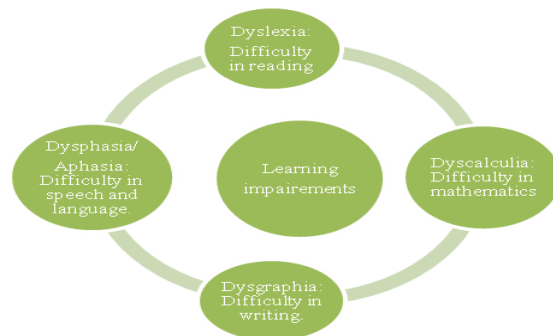 Dyslexia:
Difficulty
in reading
Dysphasia/
Aphasia:
Difficulty in
speech and
language.
Learning
impairements
Dyscalculia:
Difficulty in
mathematics
Dysgraphia:
Difficulty in
writing.